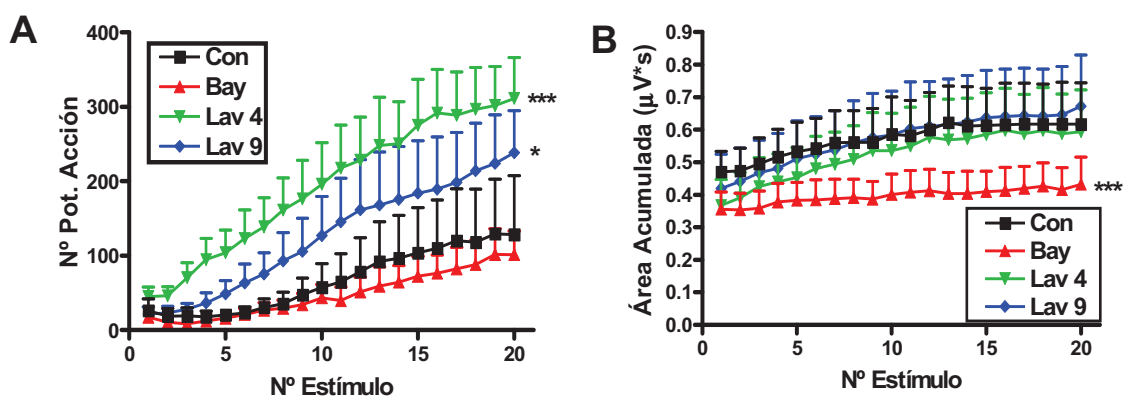 A
Nº Pot. Acción
400
300
200
100
0
Con
Bay
Lav 4
Lav 9
***
*
0
5
10
15
20
Nº Estímulo
B
Área Acumulada (µV*s)
0.9
0.8
0.7
0.6
0.5
0.4
0.3
0.2
0.1
0.0
***
Con
Bay
Lav 4
Lav 9
0
5
10
15
20
Nº Estímulo